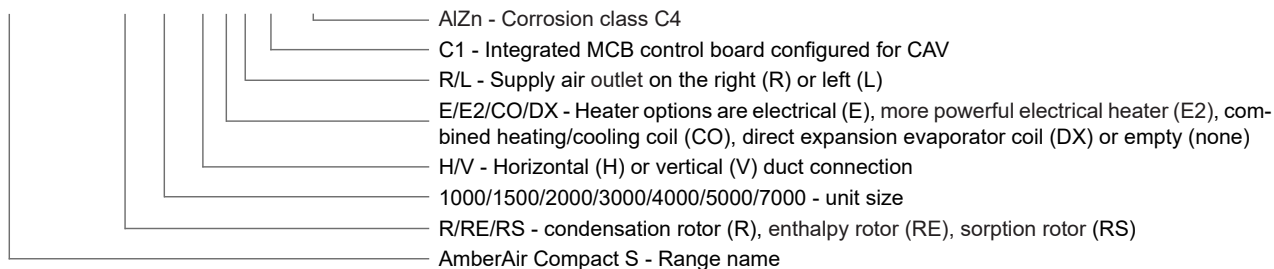 AlZn - Corrosion class C4
C1 - Integrated MCB control board configured for CAV
R/L - Supply air outlet on the right (R) or left (L)
E/E2/CO/DX - Heater options are electrical (E), more powerful electrical heater (E2), com-
bined heating/cooling coil (CO), direct expansion evaporator coil (DX) or empty (none)
H/V - Horizontal (H) or vertical (V) duct connection
1000/1500/2000/3000/4000/5000/7000 - unit size
R/RE/RS - condensation rotor (R), enthalpy rotor (RE), sorption rotor (RS)
AmberAir Compact S - Range name